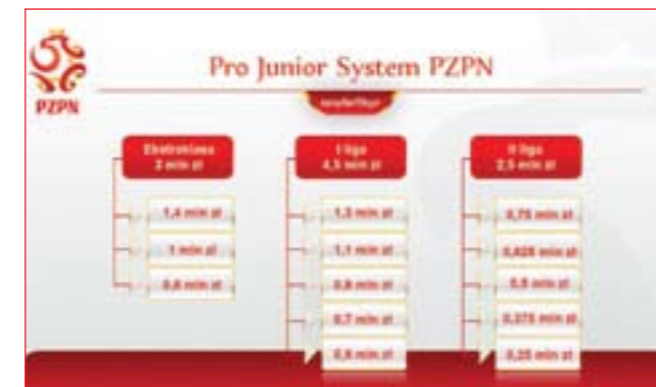 PZPN
Pro Junior System PZPN
Ekstraklasa
3 mln zł
1,4 mln zł
1 mln zł
0,6 mln zł
I liga
4,5 mln zł
1,3 mln zł
1,1 mln zł
0,9 mln zł
0,7 mln zł
0,5 mln zł
II liga
2,5 mln zł
0,75 mln zł
0,625 mln zł
0,5 mln zł
0,375 mln zł
0,25 mln zł